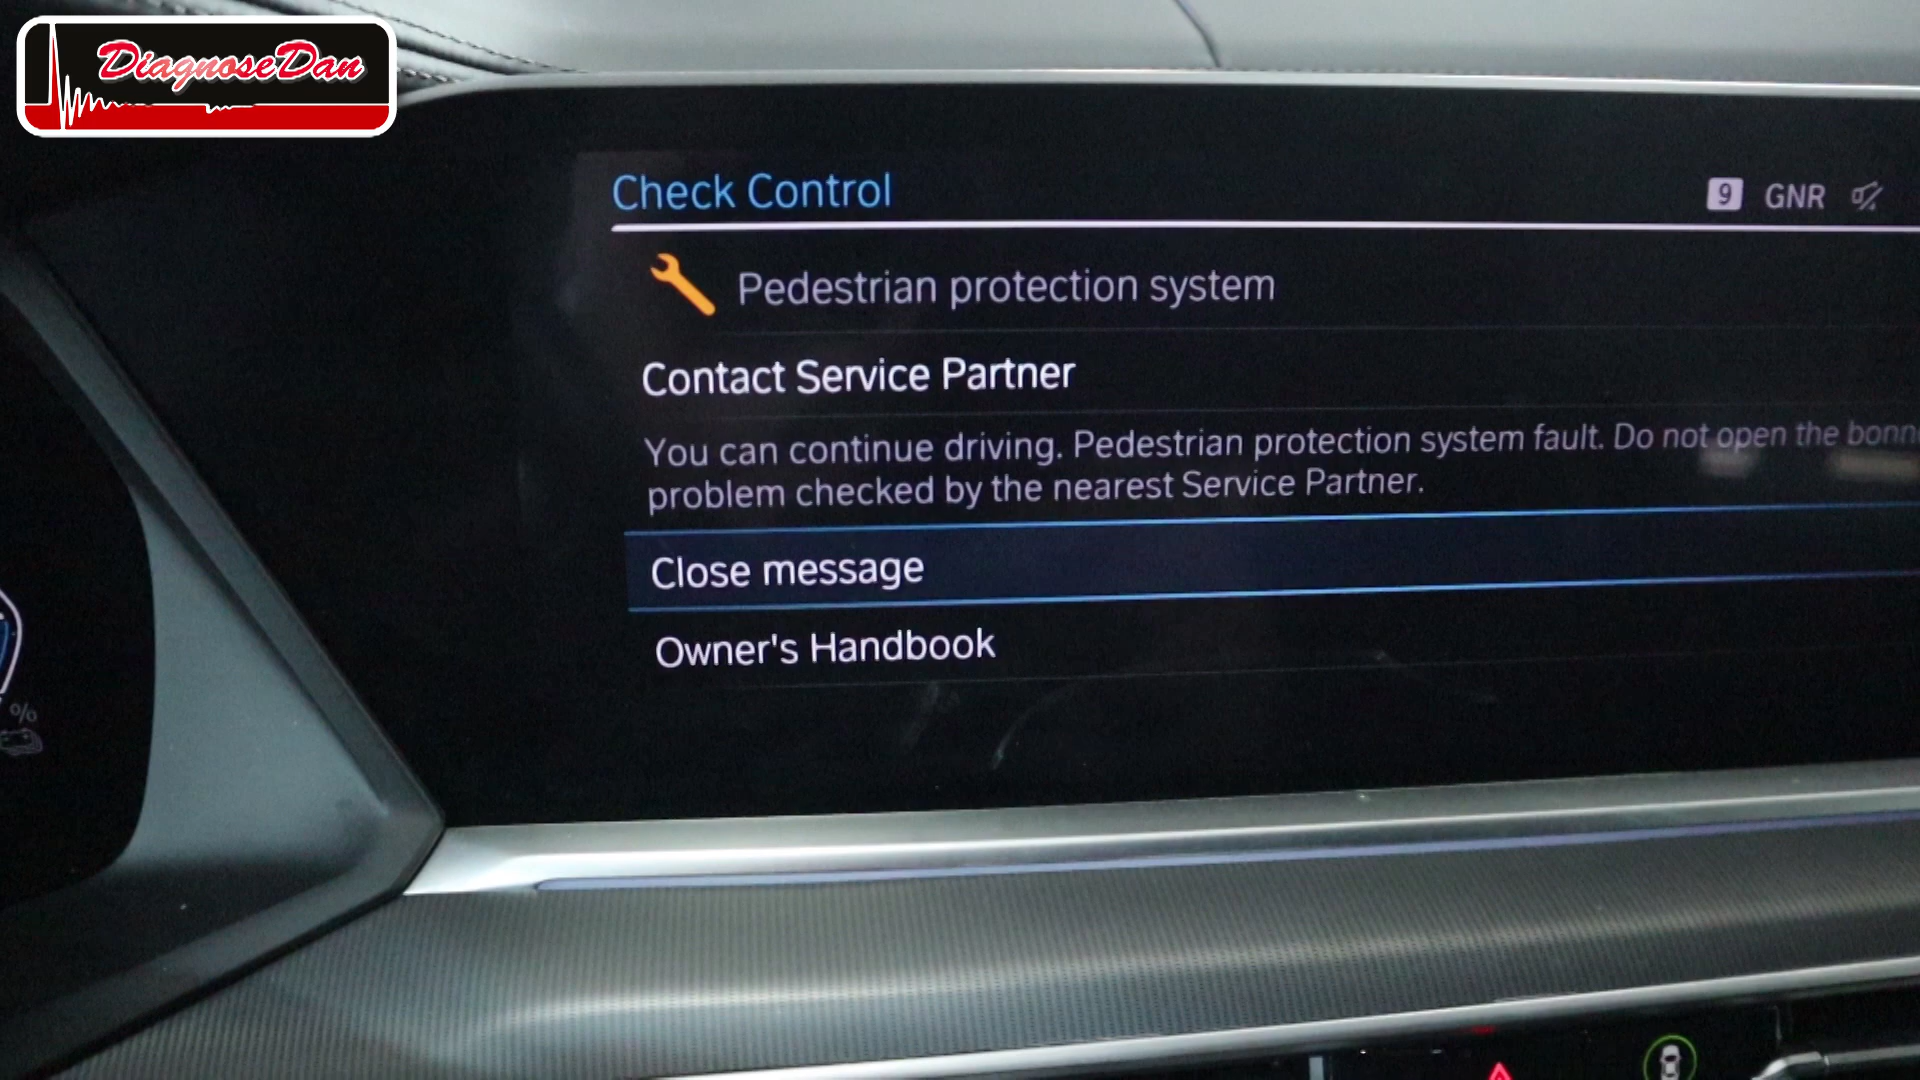 DiagnoseDan
Check Control
9 GNR
Pedestrian protection system
Contact Service Partner
You can continue driving. Pedestrian protection system fault. Do not open the bonn
problem checked by the nearest Service Partner.
Close message
Owner's Handbook
%